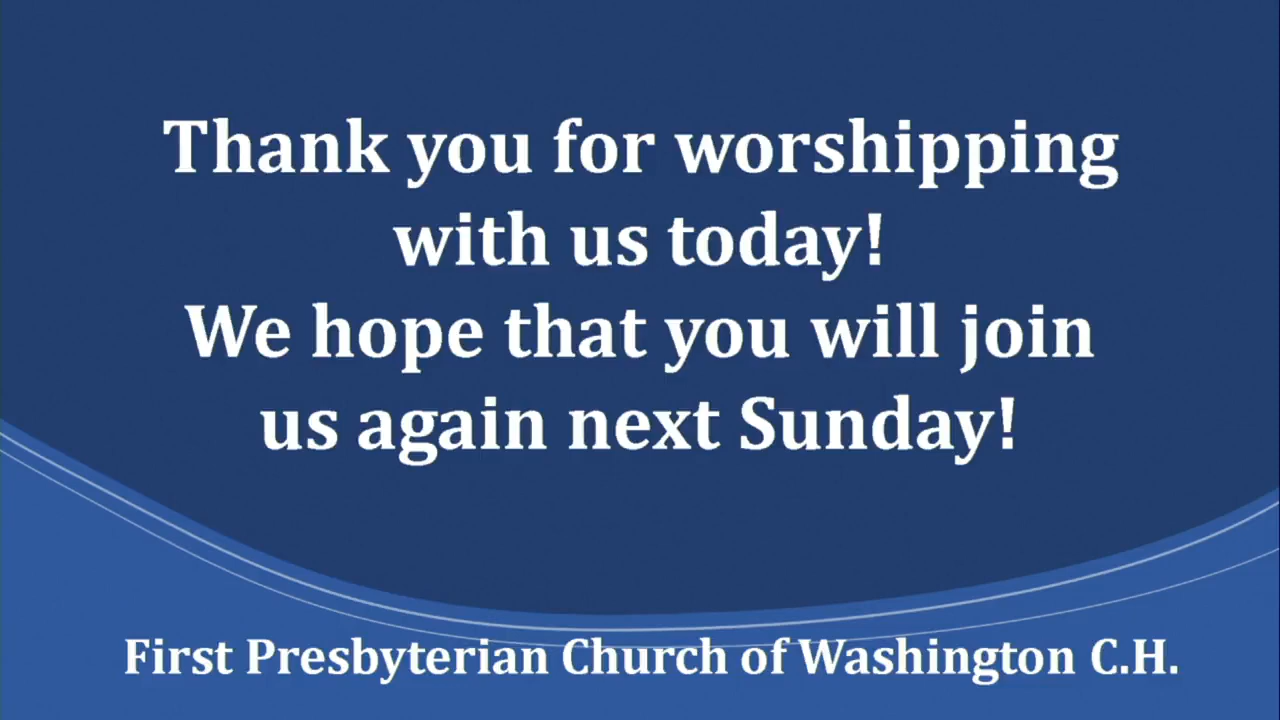 Thank you for worshipping
with us today!
We hope that you will join
us again next Sunday!
First Presbyterian Church of Washington C.H.